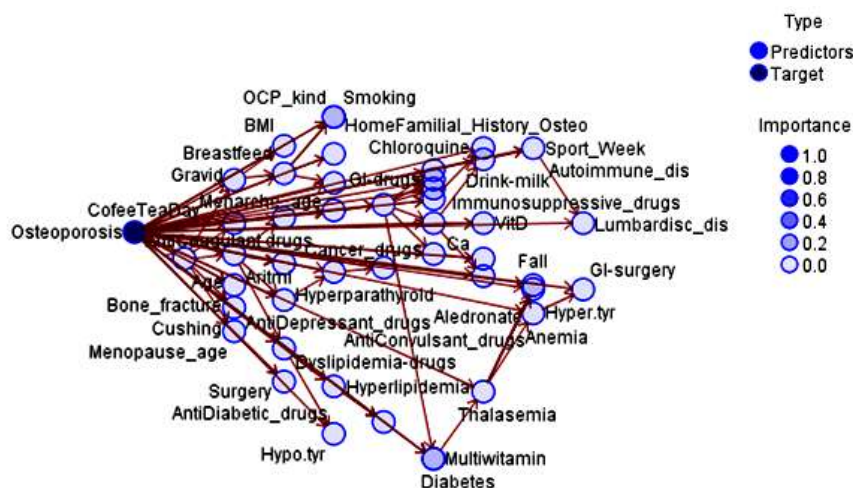 Type
Predictors
Target
Importance
1.0
0.8
0.6
0.4
0.2
0.0
OCP_kind Smoking
BMI HomeFamilial_History_Osteo
Breastfeed Chloroquine Sport_Week
Gravid GI-drugs Drink-milk Autoimmune_dis
CofeeTeaDay Menarche_age Immunosuppressive_drugs
Osteoporosis VitD Lumbardisc_dis
Cancer_drugs Ca
Age Aritmi Fall GI-surgery
Bone_fracture Hyperparathyroid
Cushing AntiDepressant_drugs Aledronate Hyper.tyr
Menopause_age AntiConvulsant_drugs Anemia
Dyslipidemia-drugs
Surgery Hyperlipidemia
AntiDiabetic_drugs Thalasemia
Hypo.tyr Multiwitamin
Diabetes